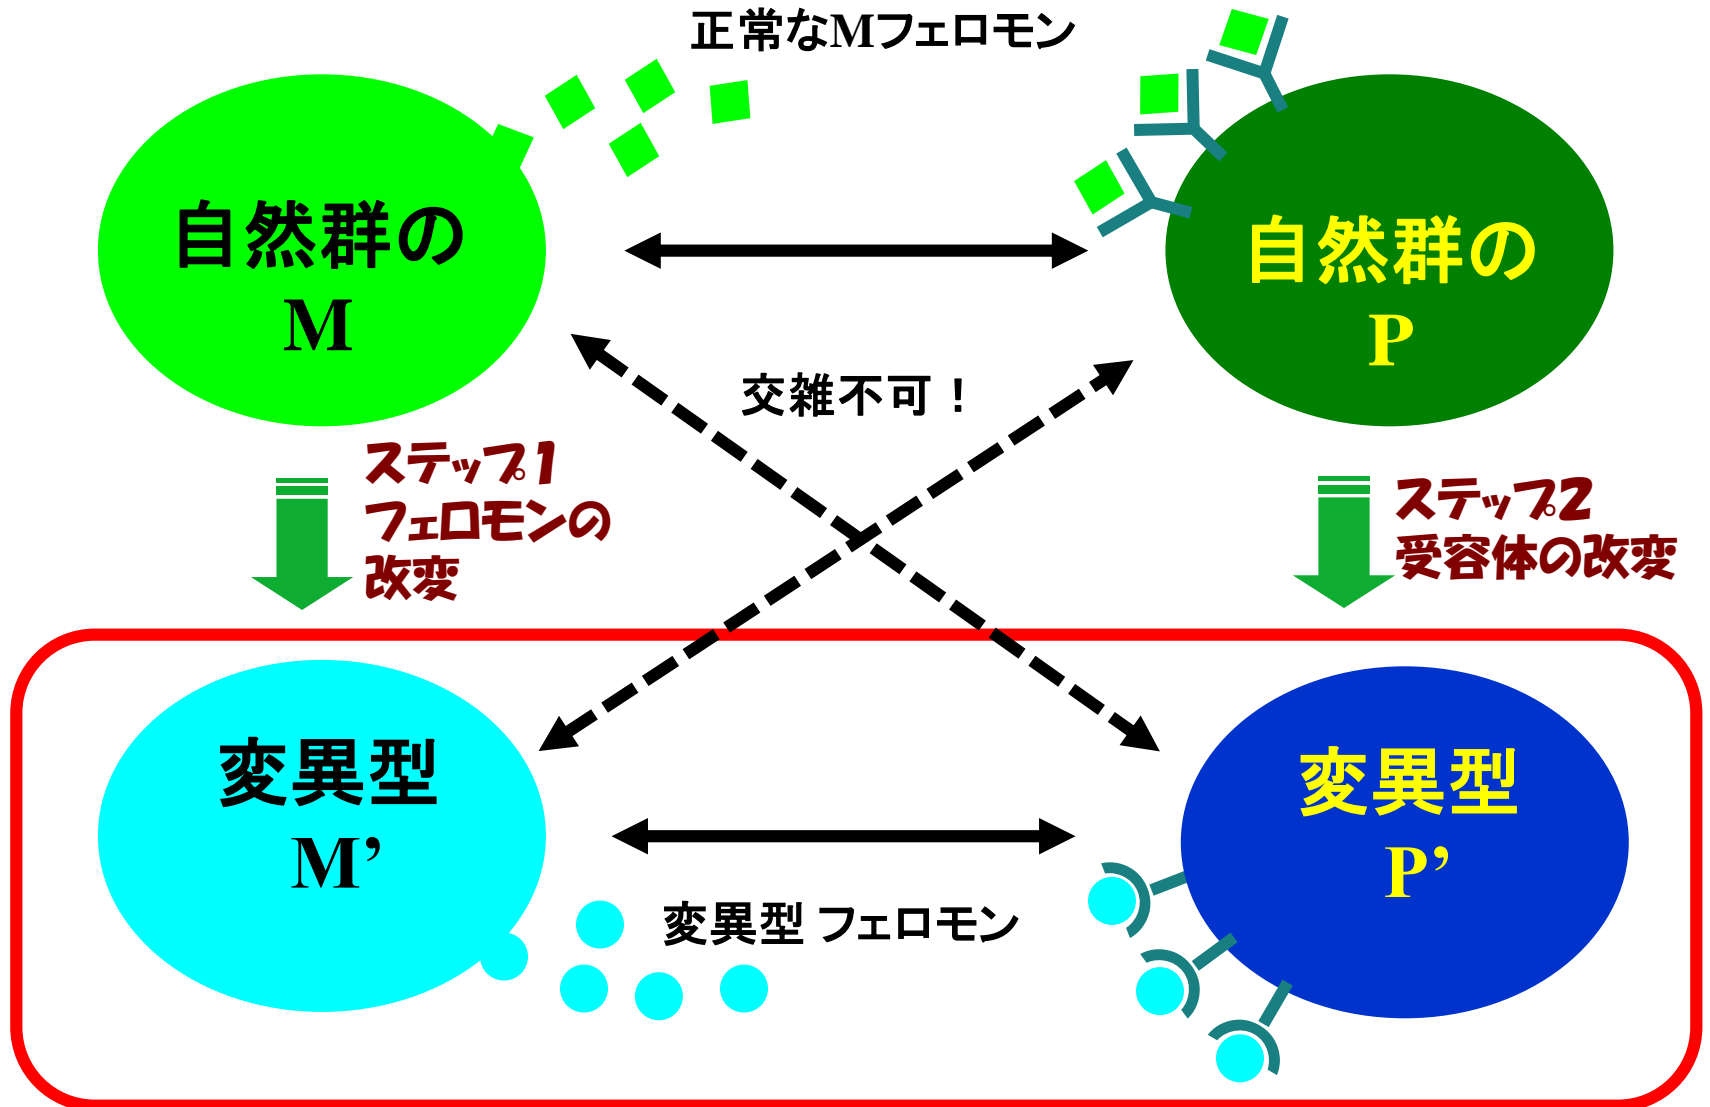 正常なMフェロモン
自然群の
M
自然群の
P
交雑不可！
ステップ1
フェロモンの
改変
ステップ2
受容体の改変
変異型
M’
変異型
P’
変異型 フェロモン